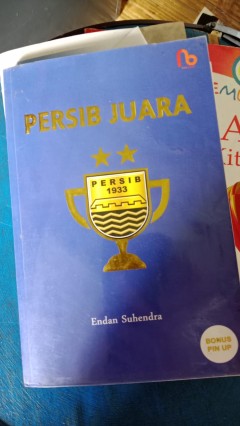 PERSIB JUARA
PERSIB
1933
Endan Suhendra
BONUS
PIN UP